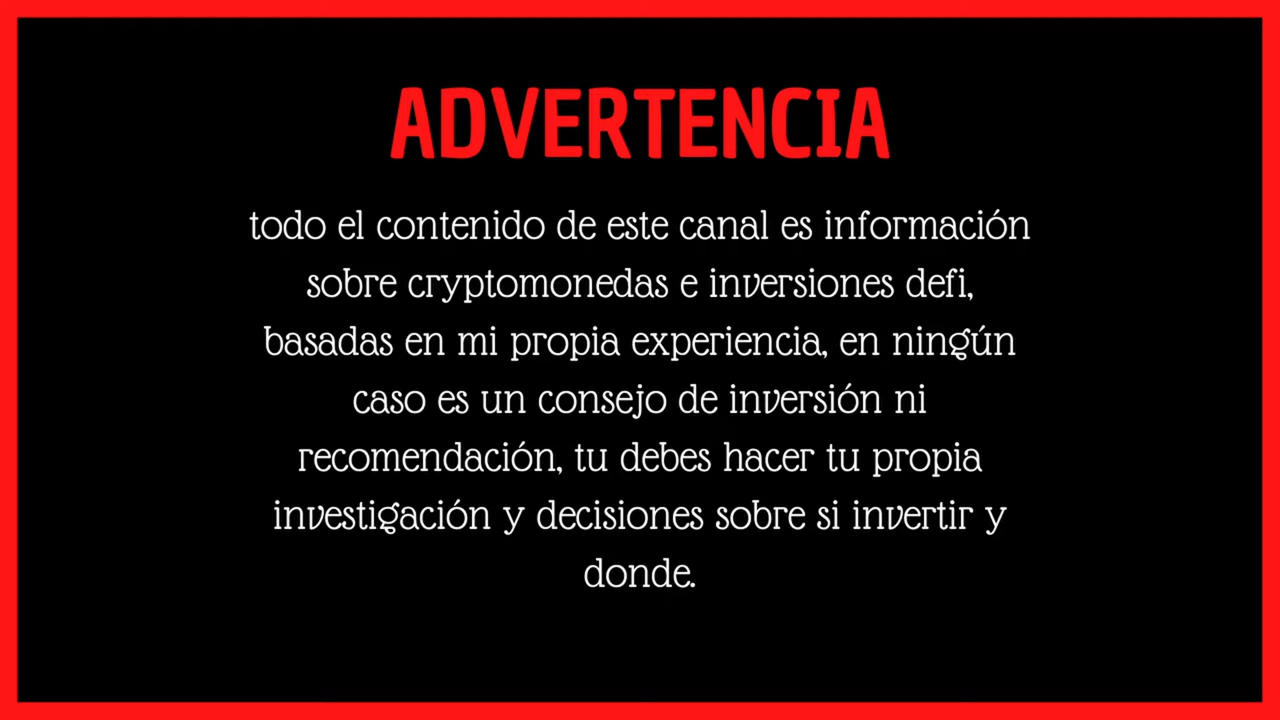 ADVERTENCIA
todo el contenido de este canal es información
sobre cryptomonedas e inversiones defi,
basadas en mi propia experiencia, en ningún
caso es un consejo de inversión ni
recomendación, tu debes hacer tu propia
investigación y decisiones sobre si invertir y
donde.